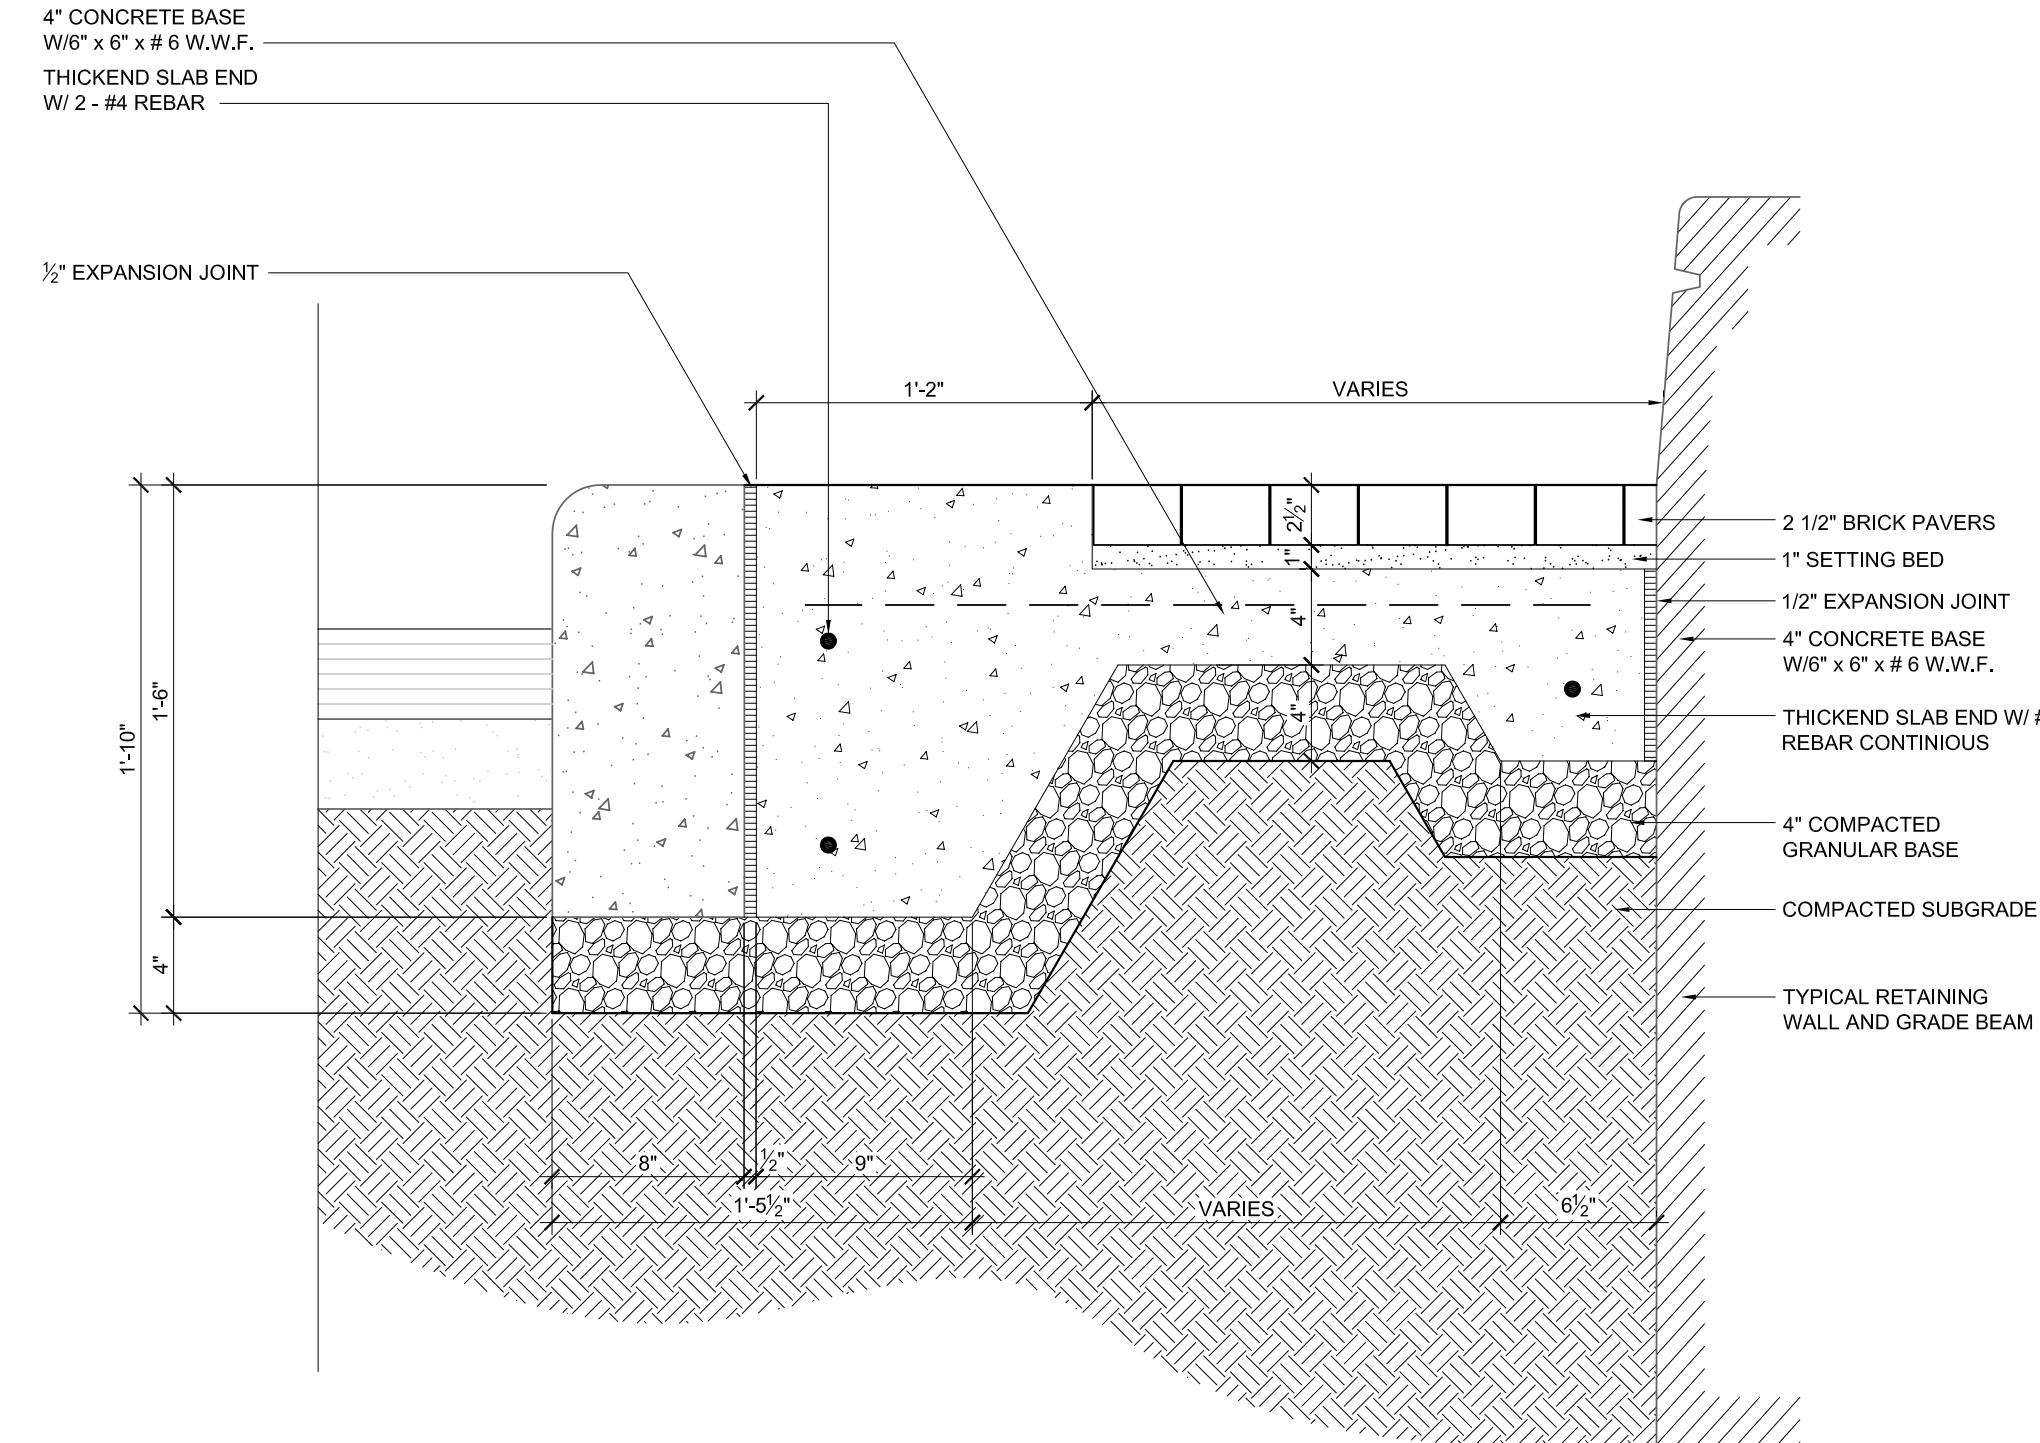 4" CONCRETE BASE
W/6" x 6" x # 6 W.W.F.
THICKEND SLAB END
W/ 2 - #4 REBAR
½" EXPANSION JOINT
1'-2"
VARIES
2½"
1"
4"
4"
1'-6"
1'-10"
4"
2 1/2" BRICK PAVERS
1" SETTING BED
1/2" EXPANSION JOINT
4" CONCRETE BASE
W/6" x 6" x # 6 W.W.F.
THICKEND SLAB END W/ #
REBAR CONTINIOUS
4" COMPACTED
GRANULAR BASE
COMPACTED SUBGRADE
TYPICAL RETAINING
WALL AND GRADE BEAM
8"
½"
9"
1'-5½"
VARIES
6½"